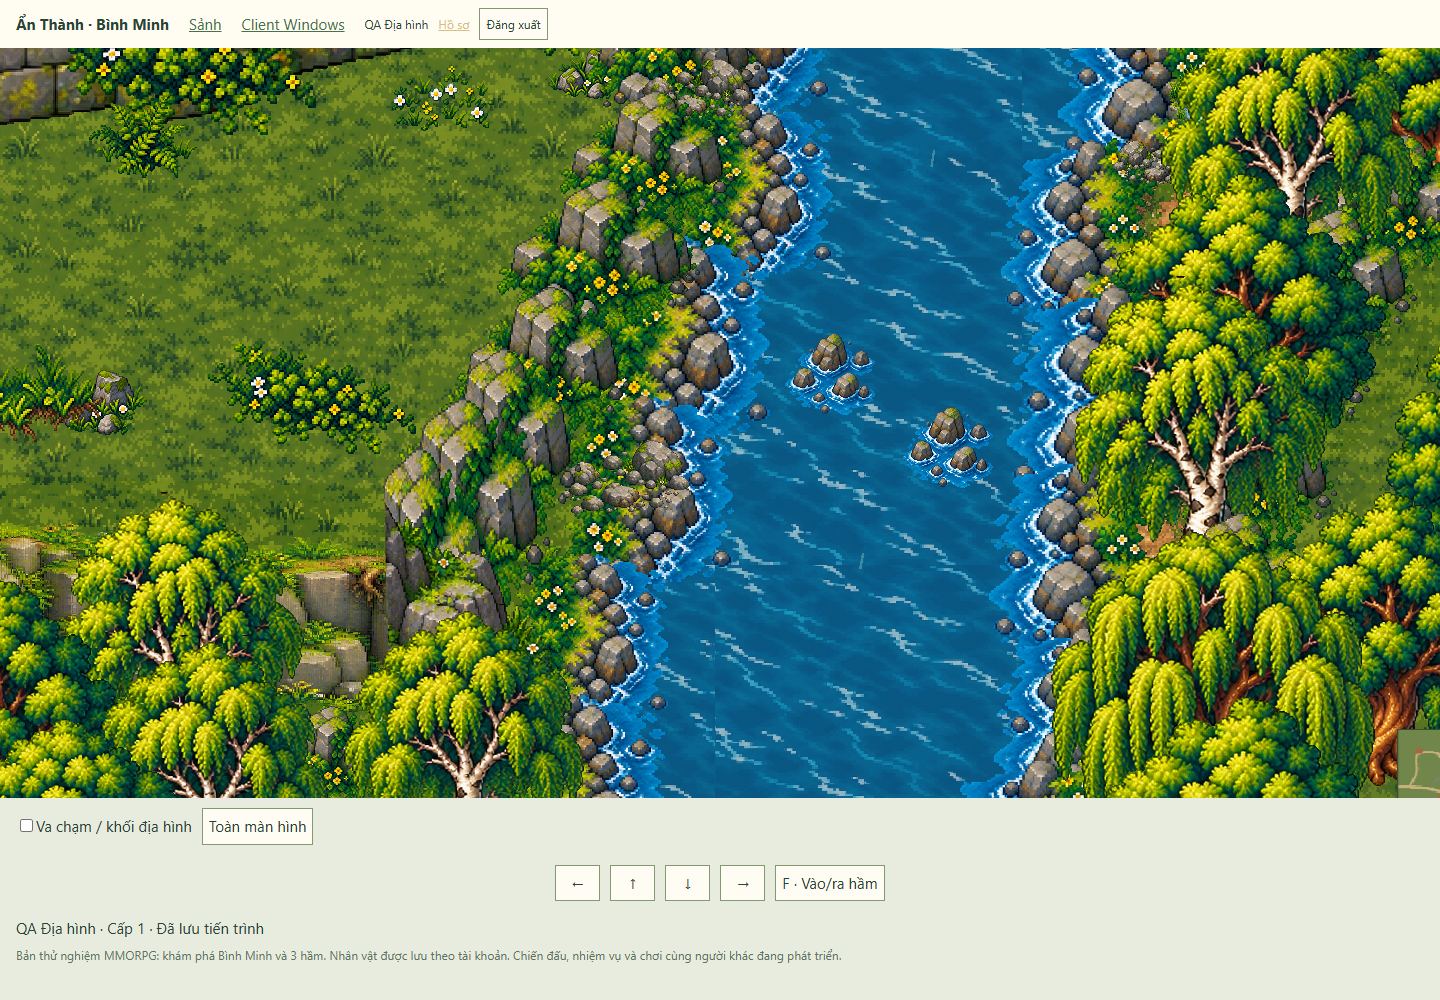 Ẩn Thành · Bình Minh Sảnh Client Windows QA Địa hình Hồ sơ Đăng xuất
Va chạm / khối địa hình Toàn màn hình
← ↑ ↓ → F · Vào/ra hầm
QA Địa hình · Cấp 1 · Đã lưu tiến trình
Bản thử nghiệm MMORPG: khám phá Bình Minh và 3 hầm. Nhân vật được lưu theo tài khoản. Chiến đấu, nhiệm vụ và chơi cùng người khác đang phát triển.